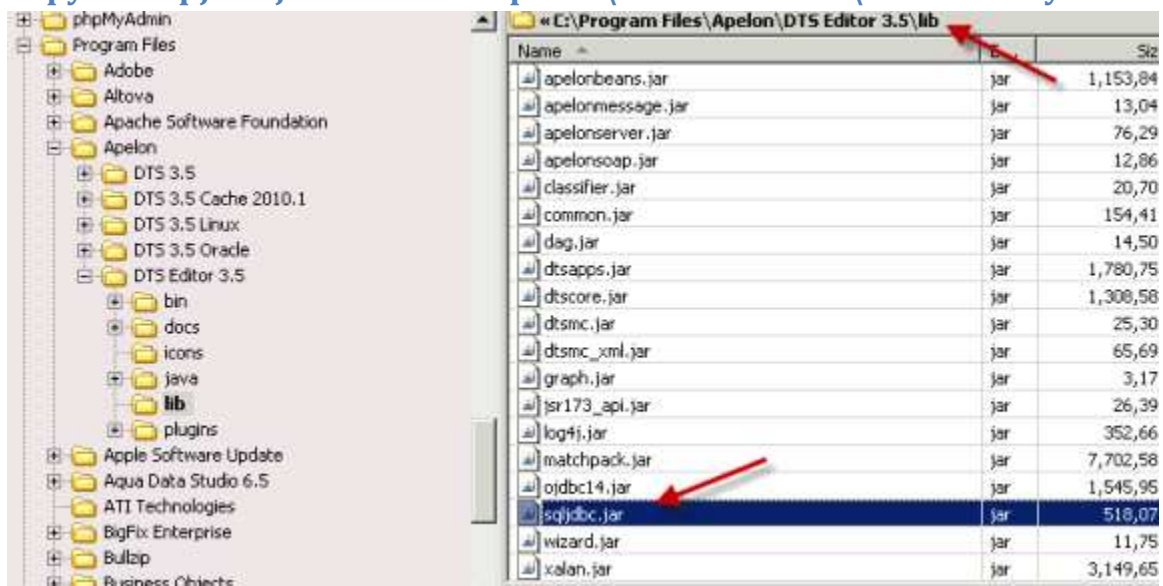 phpMyAdmin
Program Files
Adobe
Altova
Apache Software Foundation
Apelon
DTS 3.5
DTS 3.5 Cache 2010.1
DTS 3.5 Linux
DTS 3.5 Oracle
DTS Editor 3.5
bin
docs
icons
java
lib
plugins
Apple Software Update
Aqua Data Studio 6.5
ATI Technologies
BigFix Enterprise
Bullzip
Business Objects
« C:\Program Files\Apelon\DTS Editor 3.5\lib
Name Siz
apelonbeans.jar jar 1,153,84
apelonmessage.jar jar 13,04
apelonserver.jar jar 76,29
apelonsoap.jar jar 12,86
classifier.jar jar 20,70
common.jar jar 154,41
dag.jar jar 14,50
dtsapps.jar jar 1,780,75
dtscore.jar jar 1,308,58
dtsmc.jar jar 25,30
dtsmc_xml.jar jar 65,69
graph.jar jar 3,17
jsr173_api.jar jar 26,39
log4j.jar jar 352,66
matchpack.jar jar 7,702,58
ojdbc14.jar jar 1,545,95
sqljdbc.jar jar 518,07
wizard.jar jar 11,75
xalan.jar jar 3,149,65